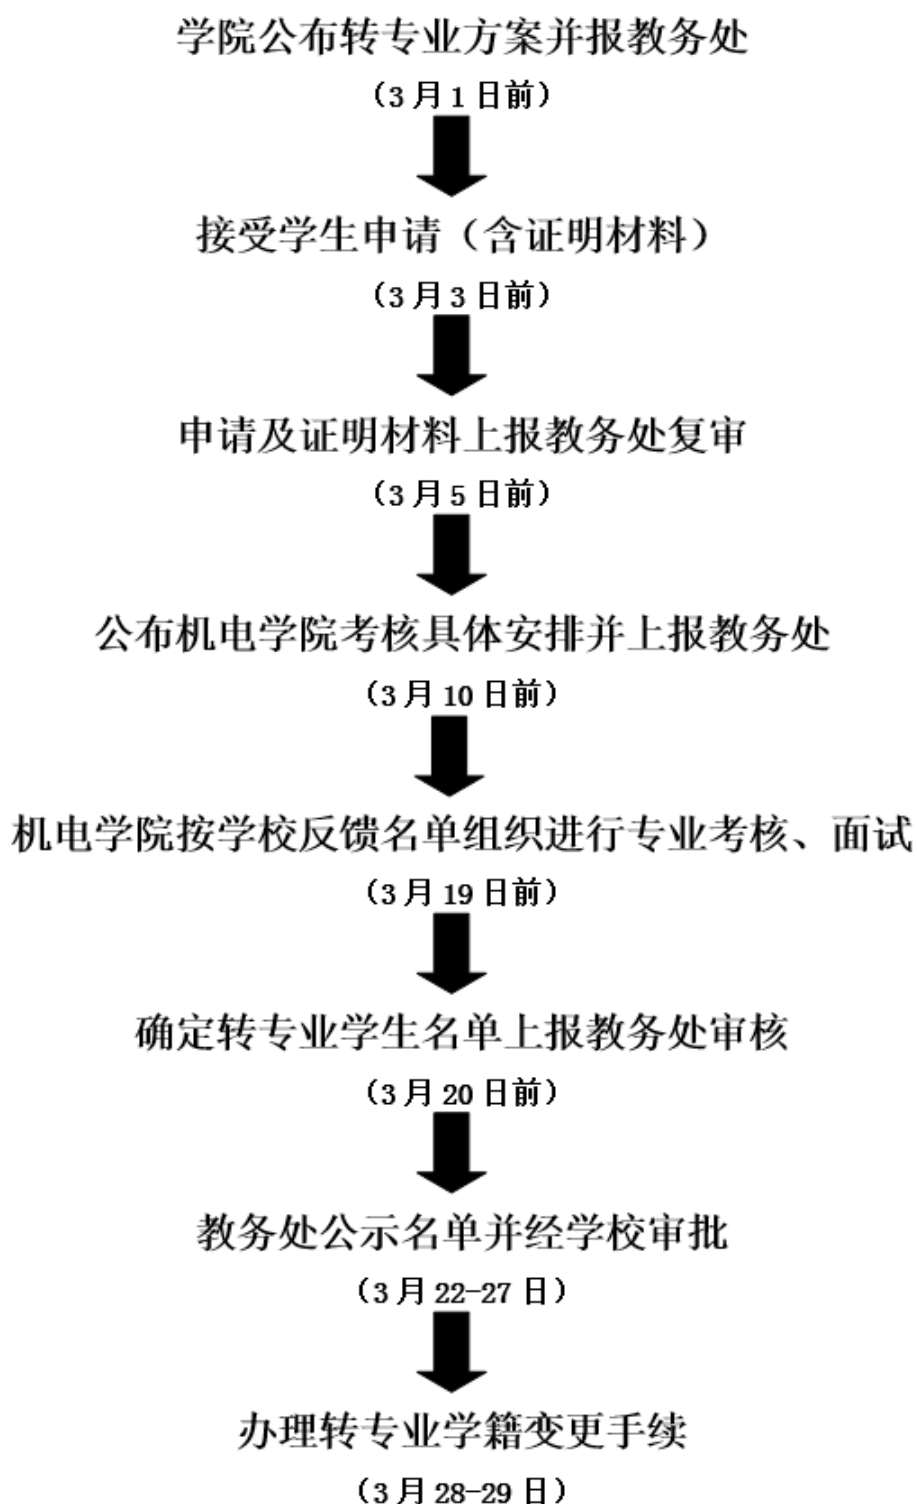 学院公布转专业方案并报教务处
（3月1日前）
接受学生申请（含证明材料）
（3月3日前）
申请及证明材料上报教务处复审
（3月5日前）
公布机电学院考核具体安排并上报教务处
（3月10日前）
机电学院按学校反馈名单组织进行专业考核、面试
（3月19日前）
确定转专业学生名单上报教务处审核
（3月20日前）
教务处公示名单并经学校审批
（3月22-27日）
办理转专业学籍变更手续
（3月28-29日）